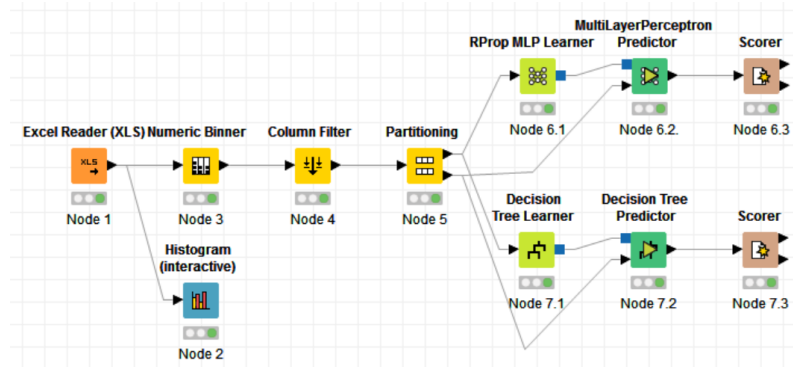 MultiLayerPerceptron
RProp MLP Learner Predictor Scorer
Node 6.1 Node 6.2. Node 6.3
Excel Reader (XLS) Numeric Binner Column Filter Partitioning
XLS
Node 1 Node 3 Node 4 Node 5
Decision Decision Tree
Tree Learner Predictor Scorer
Histogram
(interactive)
Node 7.1 Node 7.2 Node 7.3
Node 2